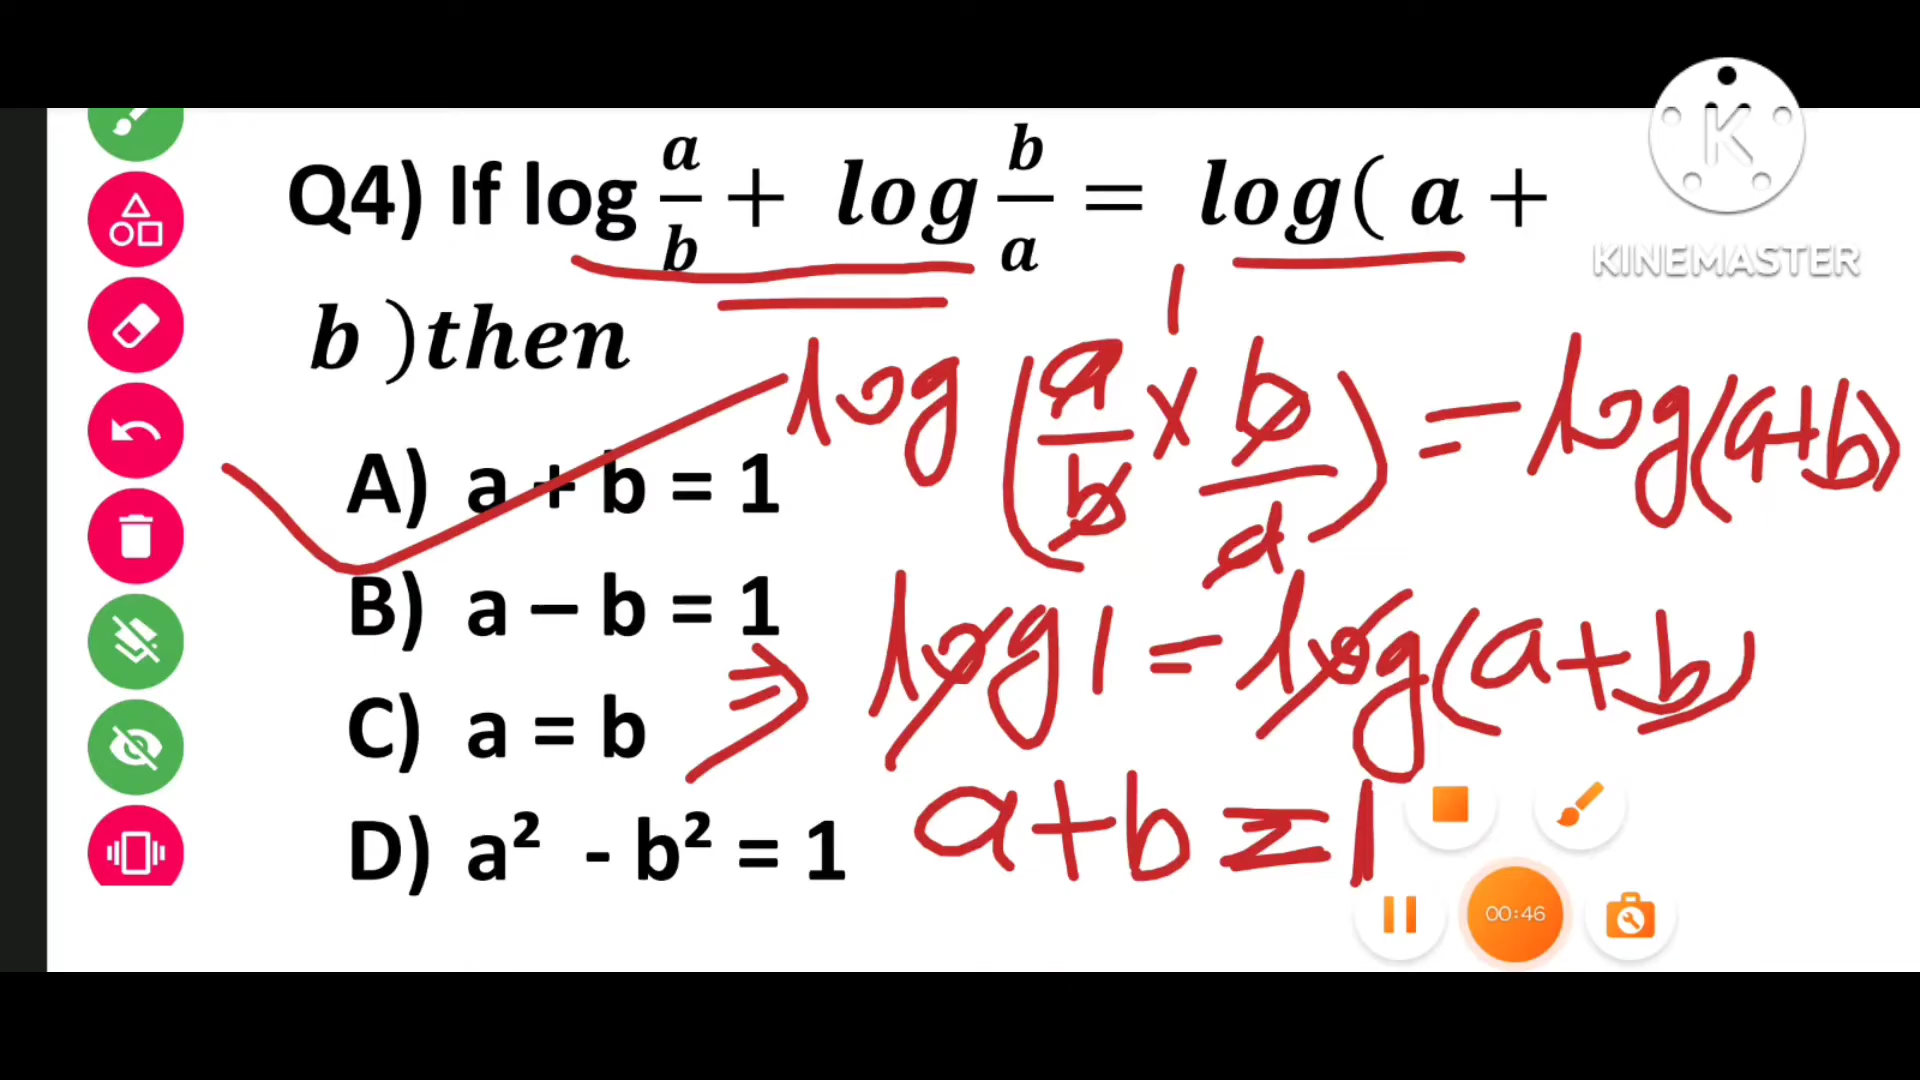 Q4) If log a/b + log b/a = log( a +
b )then
A) a + b = 1
B) a – b = 1
C) a = b
D) a² - b² = 1
1
log (a/b × b/a) = log(a+b)
⇒ log 1 = log(a+b)
a+b = 1
KINEMASTER
00:46